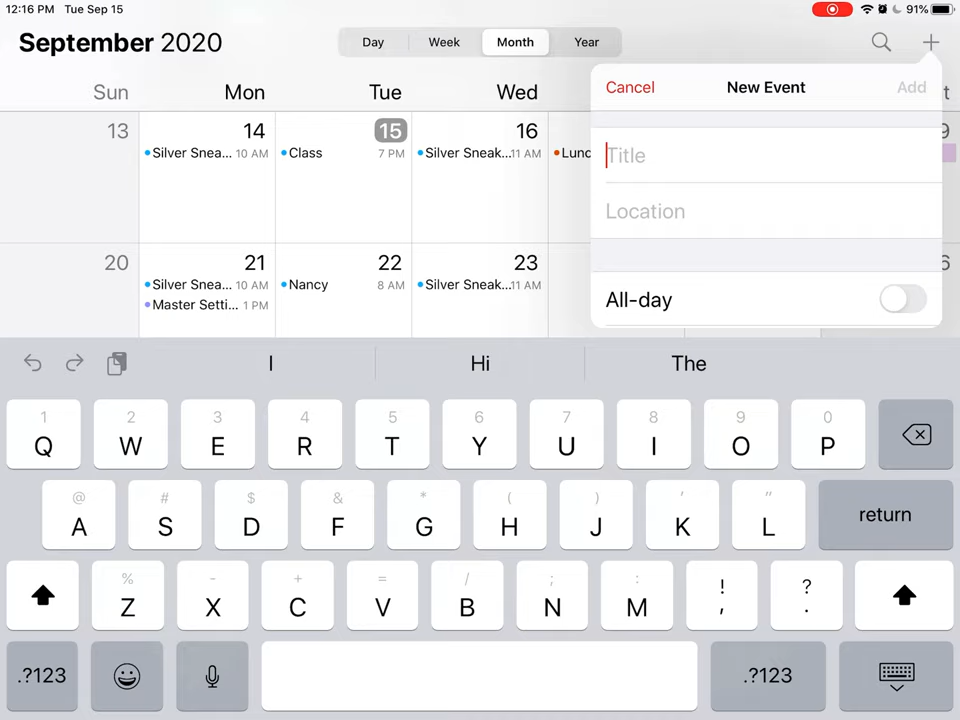 12:16 PM Tue Sep 15 91%
September 2020 Day Week Month Year
Cancel New Event Add
Sun Mon Tue Wed t
13 14 15 16 9
Silver Snea... 10 AM Class 7 PM Silver Sneak...11 AM Lunc
Title
Location
20 21 22 23 6
Silver Snea... 10 AM Nancy 8 AM Silver Sneak...11 AM
Master Setti... 1 PM
All-day
I Hi The
1 2 3 4 5 6 7 8 9 0
Q W E R T Y U I O P
@ # $ & * ( ) ' "
A S D F G H J K L return
% - + = / ; : ! ?
Z X C V B N M , .
.?123 .?123